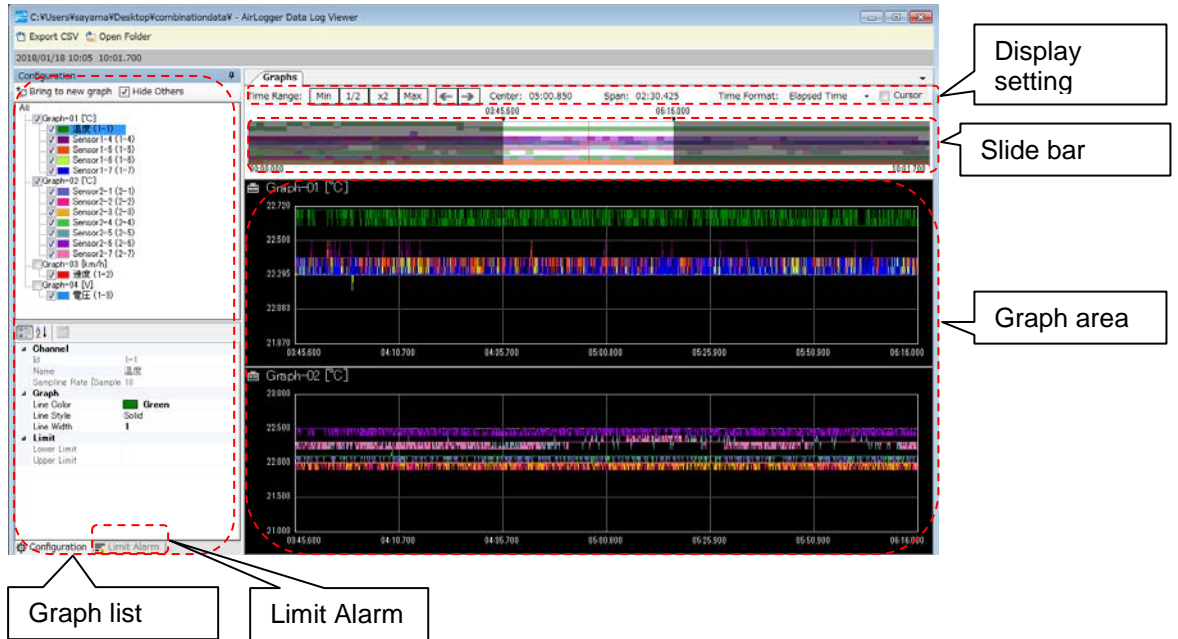 C:¥Users¥sayama¥Desktop¥combinationdata¥ - AirLogger Data Log Viewer
Export CSV Open Folder
2018/01/18 10:05 10:01.700
Configuration
Bring to new graph Hide Others
All
Graph-01 [℃]
温度 (1-1)
Sensor1-4 (1-4)
Sensor1-5 (1-5)
Sensor1-6 (1-6)
Sensor1-7 (1-7)
Graph-02 [℃]
Sensor2-1 (2-1)
Sensor2-2 (2-2)
Sensor2-3 (2-3)
Sensor2-4 (2-4)
Sensor2-5 (2-5)
Sensor2-6 (2-6)
Sensor2-7 (2-7)
Graph-03 [km/h]
速度 (1-2)
Graph-04 [V]
電圧 (1-3)
Channel
Id 1-1
Name 温度
Sampling Rate [Sample 10
Graph
Line Color Green
Line Style Solid
Line Width 1
Limit
Lower Limit
Upper Limit
Configuration Limit Alarm
Graphs
Time Range: Min 1/2 x2 Max Center: 05:00.850 Span: 02:30.425 Time Format: Elapsed Time Cursor
03:45.600 06:16.000
00:00.000 10:01.700
Graph-01 [℃]
22.720
22.508
22.295
22.083
21.870
03:45.600 04:10.700 04:35.700 05:00.800 05:25.900 05:50.900 06:16.000
Graph-02 [℃]
23.000
22.500
22.000
21.500
21.000
03:45.600 04:10.700 04:35.700 05:00.800 05:25.900 05:50.900 06:16.000
Display
setting
Slide bar
Graph area
Graph list
Limit Alarm